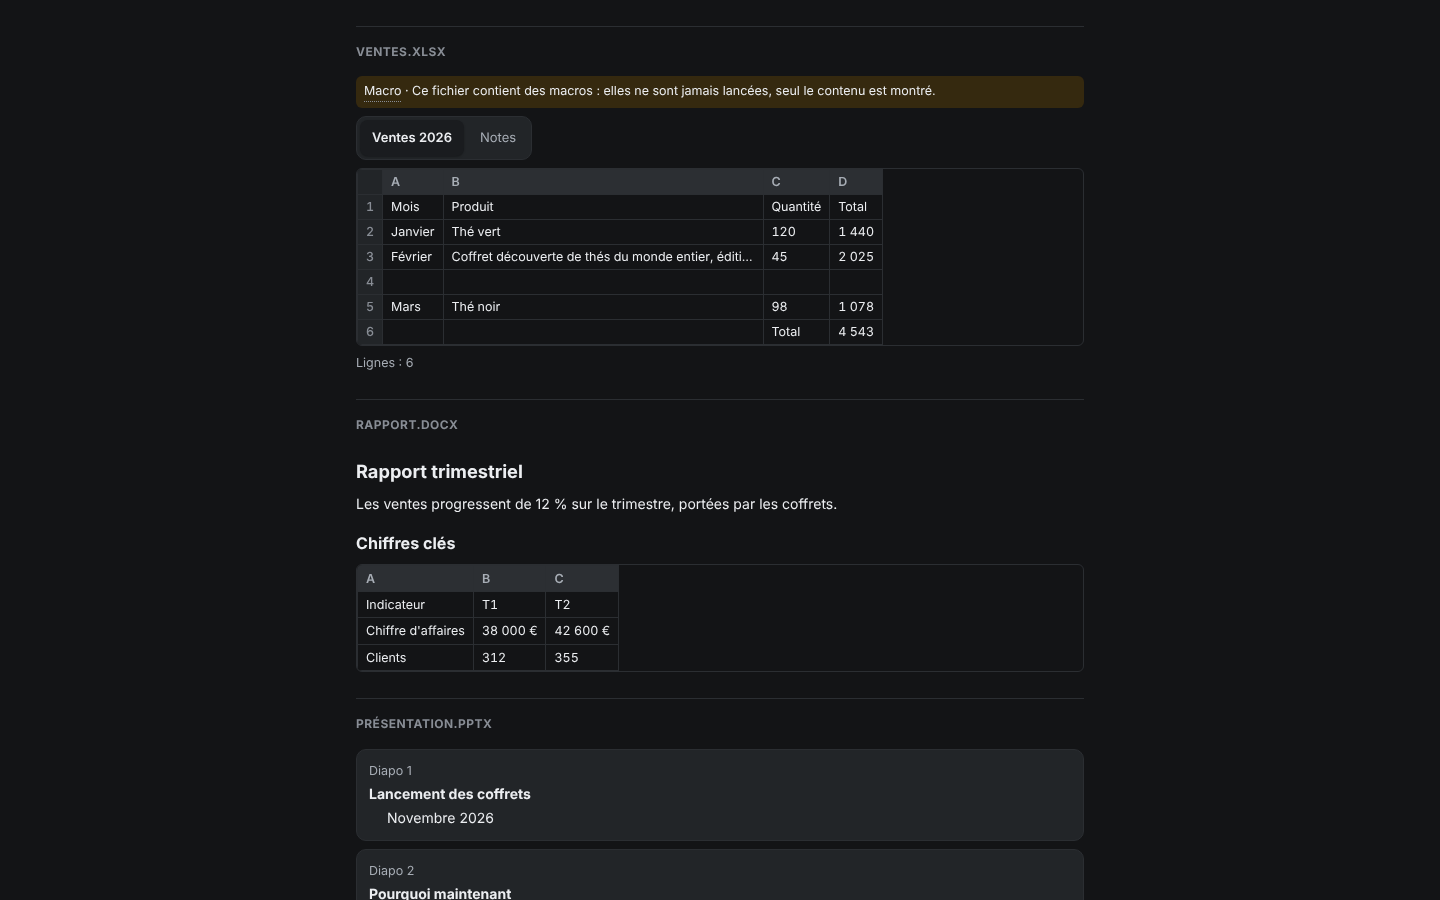 VENTES.XLSX
Macro · Ce fichier contient des macros : elles ne sont jamais lancées, seul le contenu est montré.
Ventes 2026 Notes
A B C D
1 Mois Produit Quantité Total
2 Janvier Thé vert 120 1 440
3 Février Coffret découverte de thés du monde entier, éditi... 45 2 025
4
5 Mars Thé noir 98 1 078
6 Total 4 543
Lignes : 6
RAPPORT.DOCX
Rapport trimestriel
Les ventes progressent de 12 % sur le trimestre, portées par les coffrets.
Chiffres clés
A B C
Indicateur T1 T2
Chiffre d'affaires 38 000 € 42 600 €
Clients 312 355
PRÉSENTATION.PPTX
Diapo 1
Lancement des coffrets
Novembre 2026
Diapo 2
Pourquoi maintenant